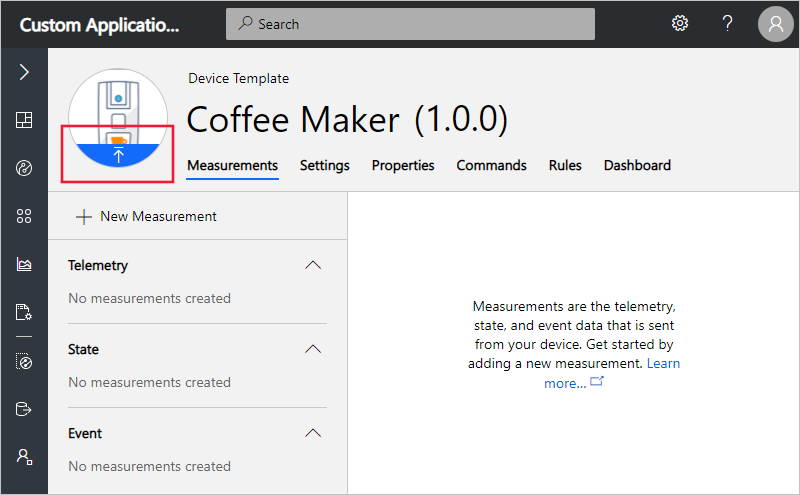 Custom Applicatio...
Search
?
Device Template
Coffee Maker (1.0.0)
Measurements Settings Properties Commands Rules Dashboard
New Measurement
Telemetry
No measurements created
State
No measurements created
Event
No measurements created
Measurements are the telemetry,
state, and event data that is sent
from your device. Get started by
adding a new measurement. Learn
more...